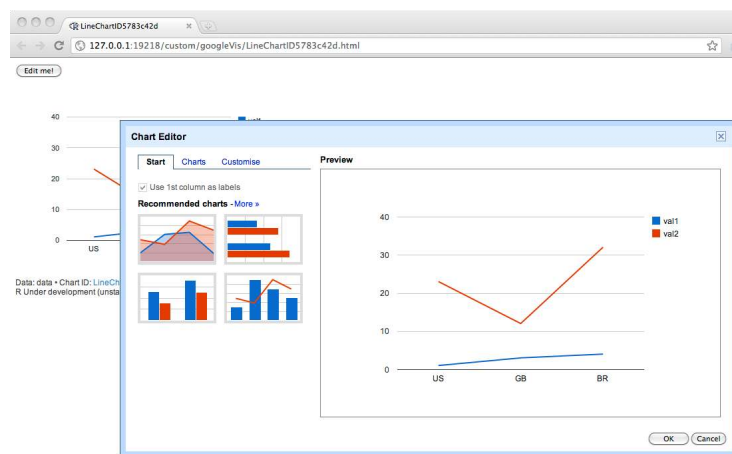 LineChartID5783c42d
127.0.0.1:19218/custom/googleVis/LineChartID5783c42d.html
Edit me!
40
30
20
10
0
US
Data: data • Chart ID: LineCh
R Under development (unsta
Chart Editor
Start Charts Customise
Use 1st column as labels
Recommended charts - More »
Preview
40
30
20
10
0
US GB BR
val1
val2
OK Cancel